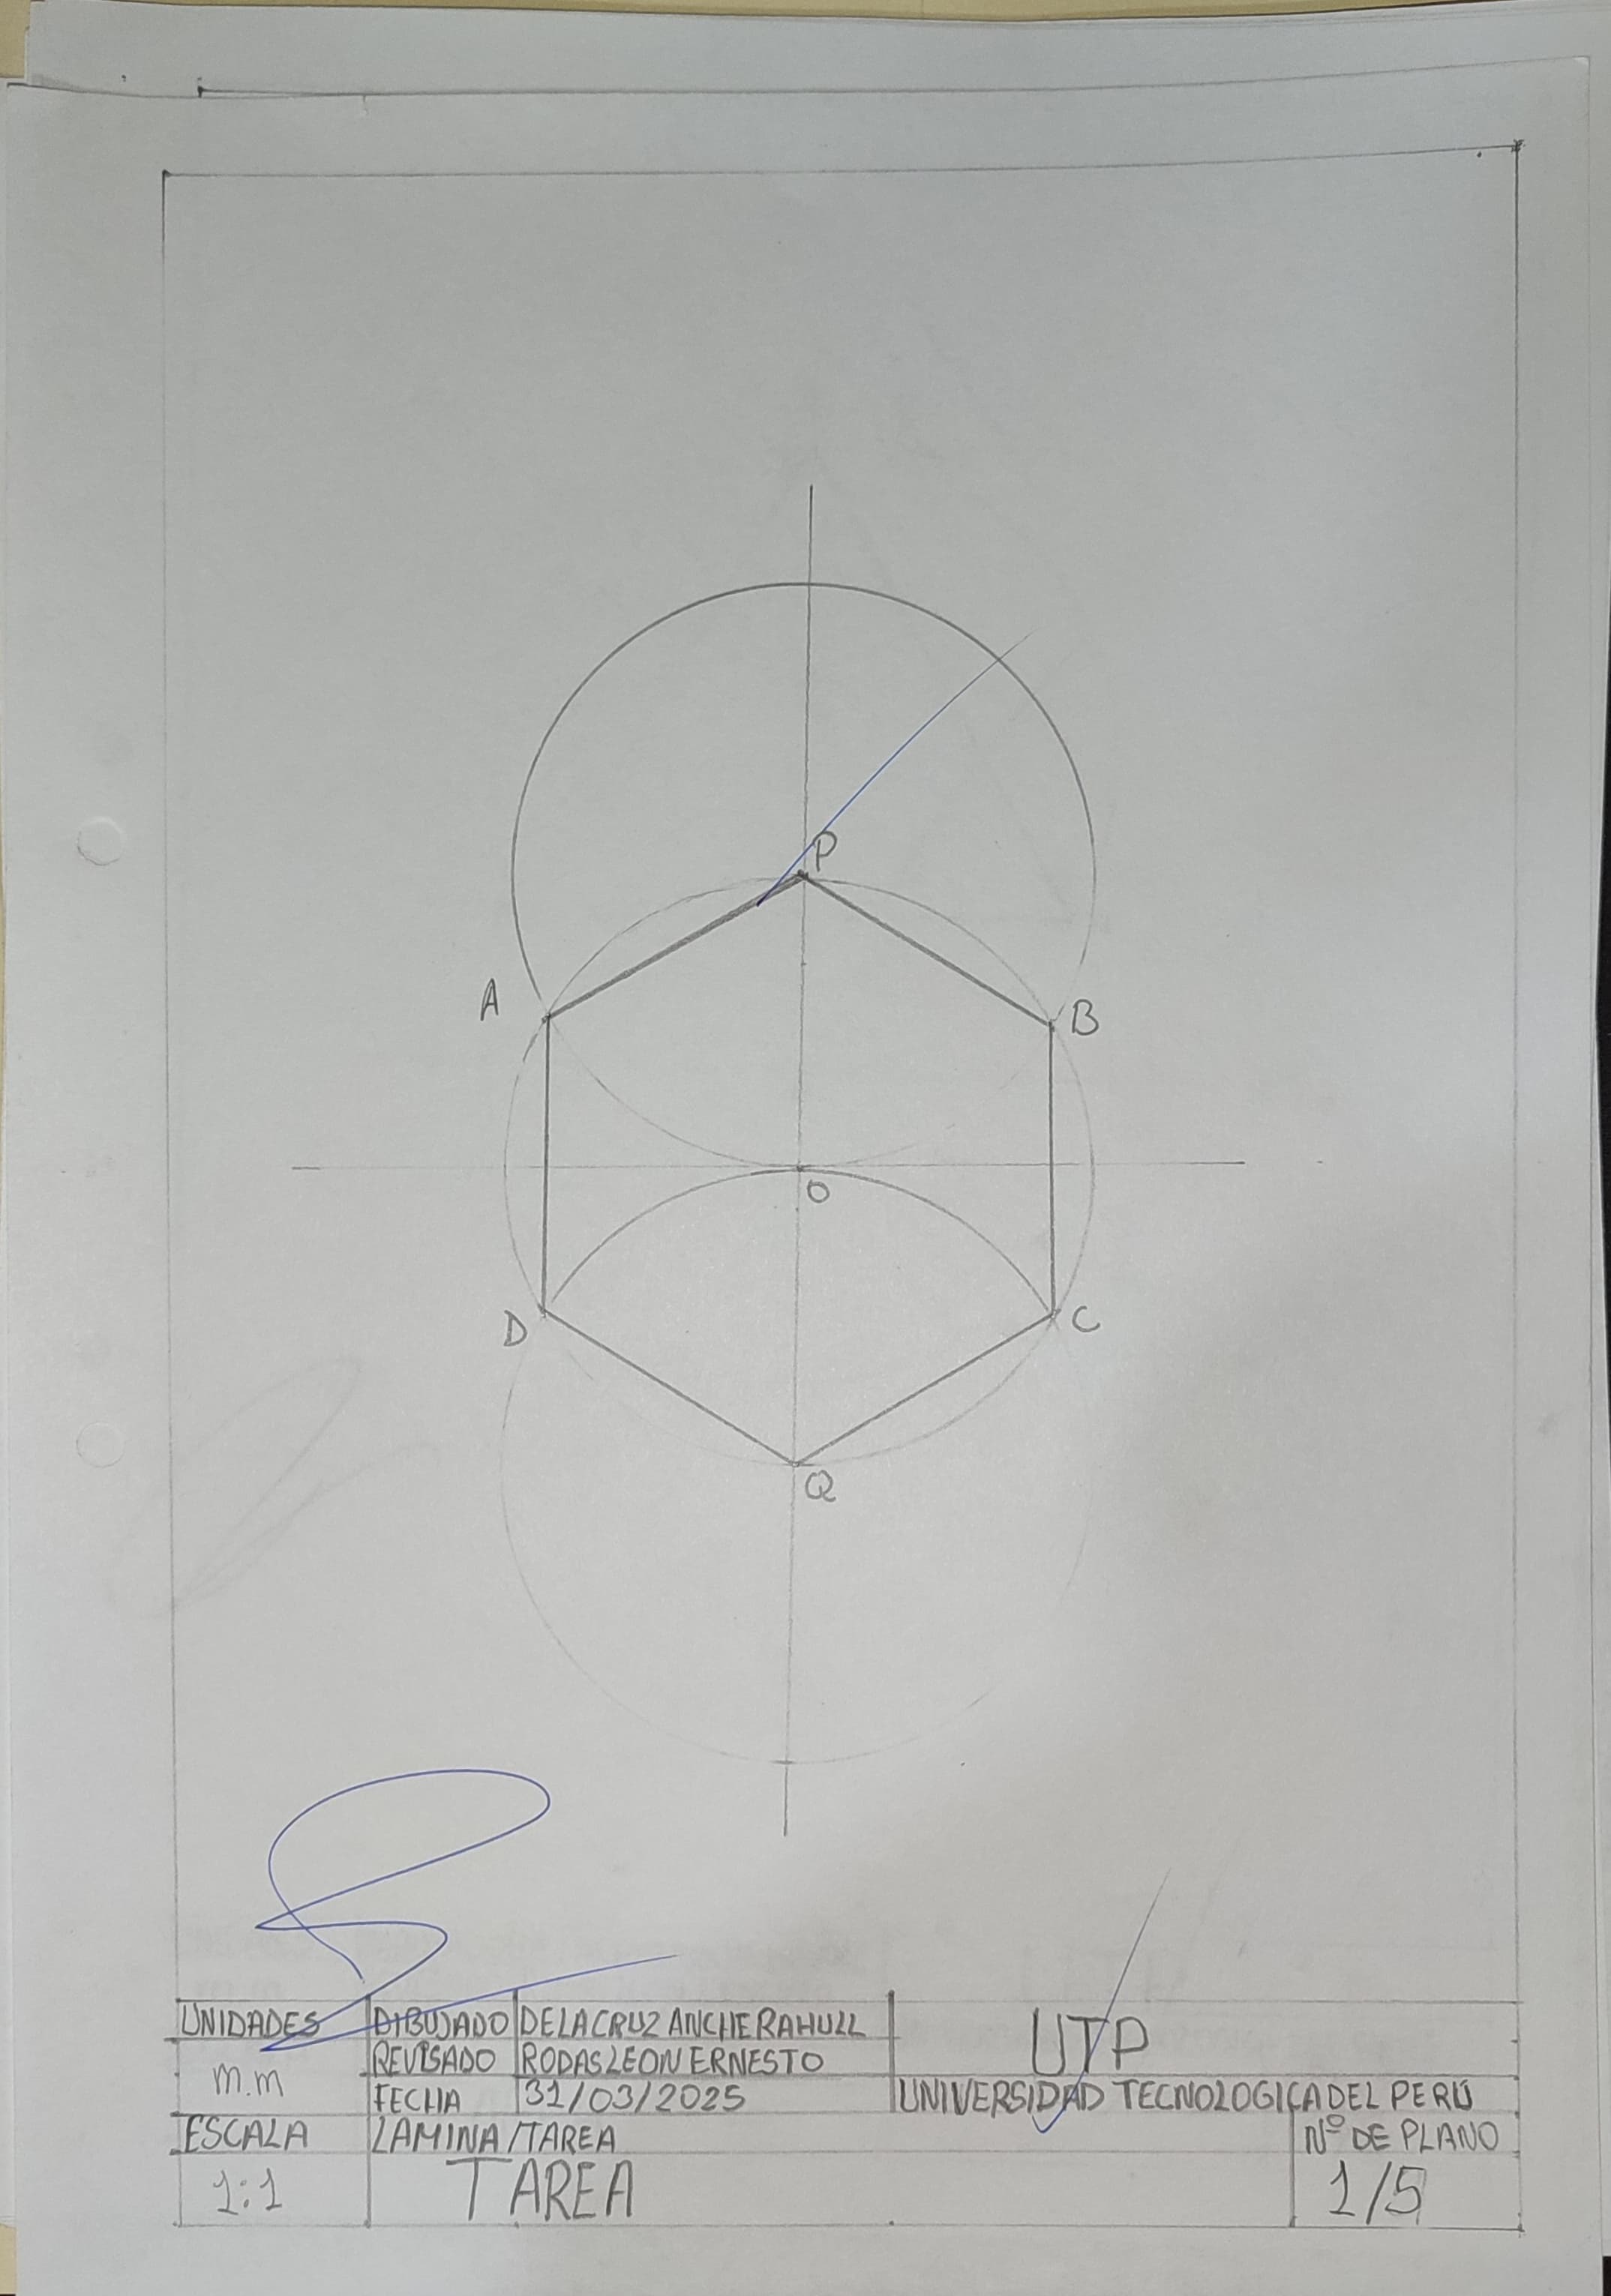 P
A
B
O
D
C
Q
UNIDADES
m.m
DIBUJADO DELACRUZ ANCHE RAHULL
REVISADO RODAS LEON ERNESTO
FECHA 31/03/2025
UTP
UNIVERSIDAD TECNOLOGICA DEL PERÚ
ESCALA
1:1
LAMINA/TAREA
TAREA
Nº DE PLANO
1/5